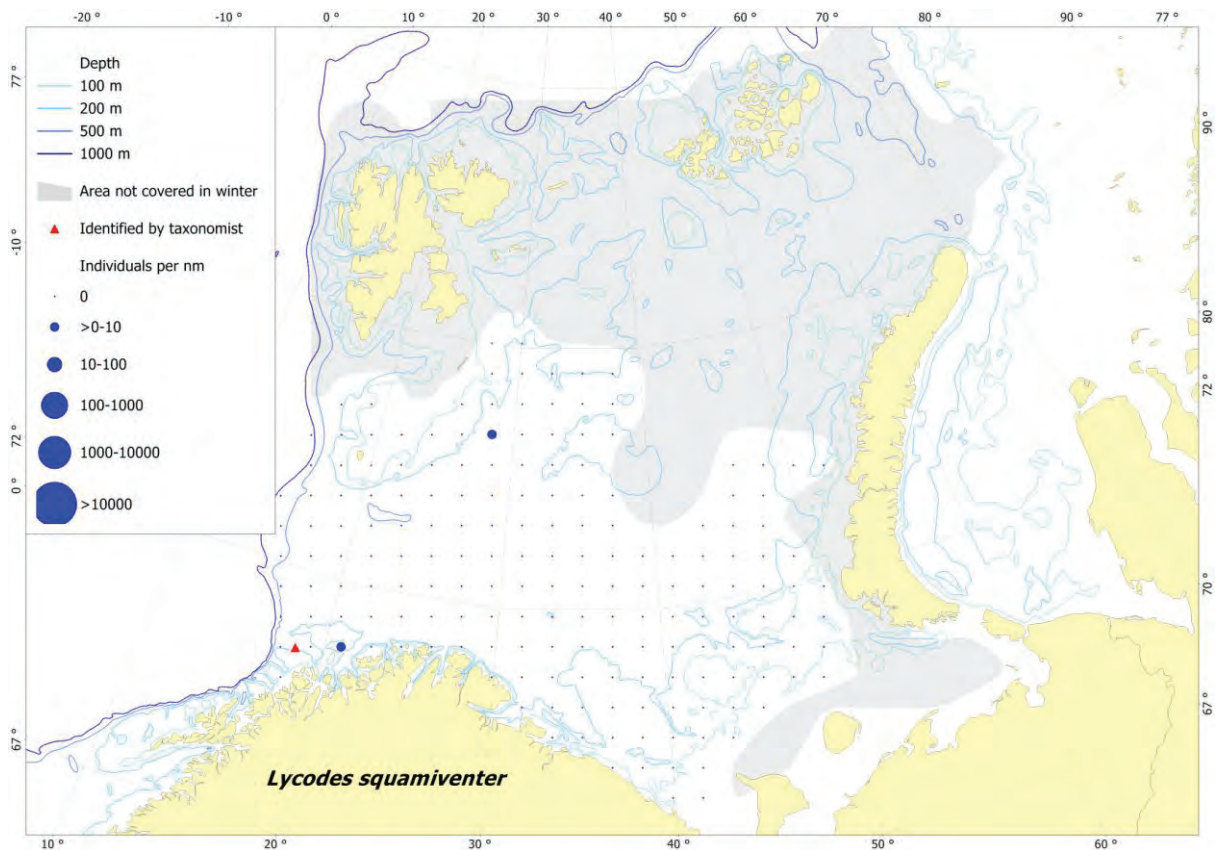 -20 ° -10 ° 0 ° 10 ° 20 ° 30 ° 40 ° 50 ° 60 ° 70 ° 80 ° 90 ° 77 °
77 °
-10 °
72 °
0 °
67 °
Depth
100 m
200 m
500 m
1000 m
Area not covered in winter
Identified by taxonomist
Individuals per nm
0
>0-10
10-100
100-1000
1000-10000
>10000
90 °
80 °
72 °
70 °
67 °
Lycodes squamiventer
10 ° 20 ° 30 ° 40 ° 50 ° 60 °